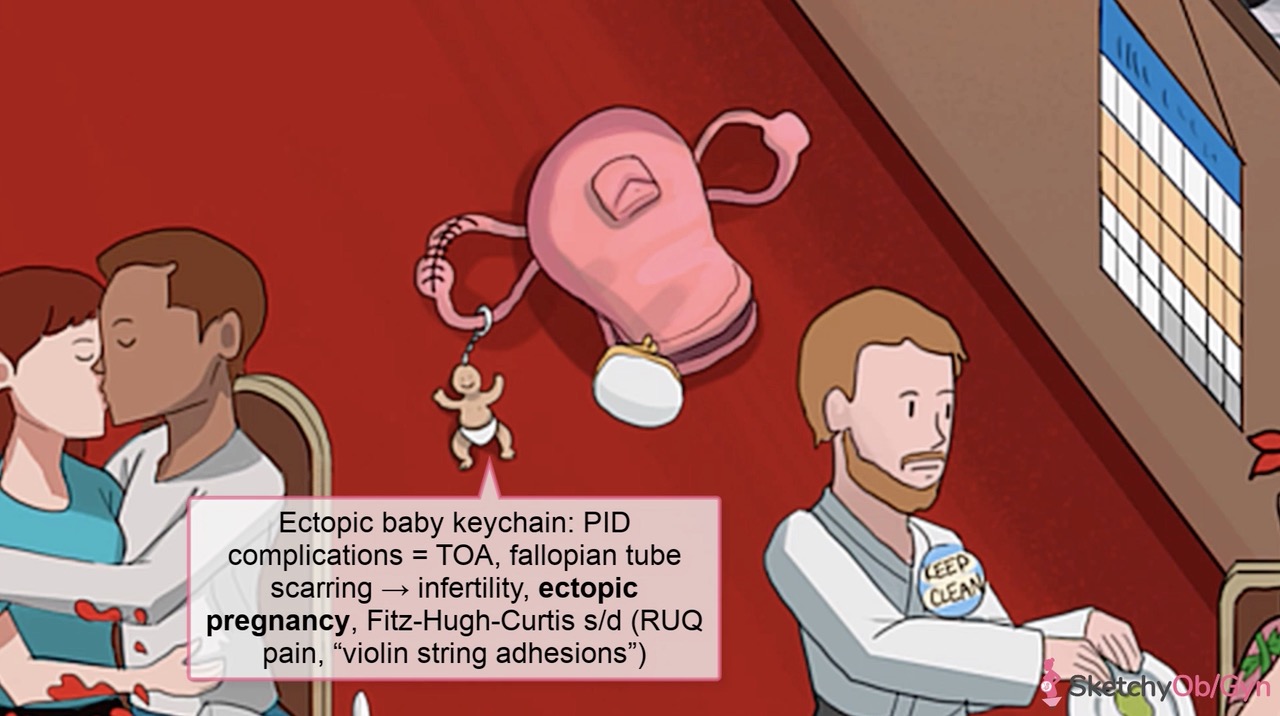 Ectopic baby keychain: PID
complications = TOA, fallopian tube
scarring → infertility, ectopic
pregnancy, Fitz-Hugh-Curtis s/d (RUQ
pain, “violin string adhesions”)
KEEP
CLEAN
SketchyOb/Gyn